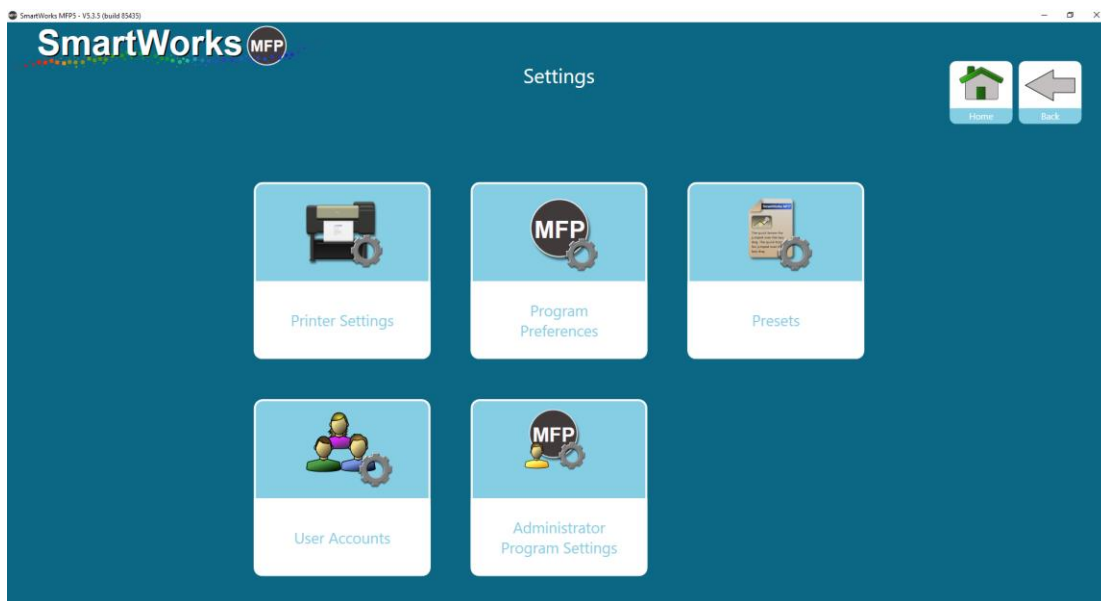 SmartWorks MFP5 - V5.3.5 (build 85435)
SmartWorks MFP
Settings
Home
Back
Printer Settings
MFP
Program
Preferences
Presets
User Accounts
MFP
Administrator
Program Settings